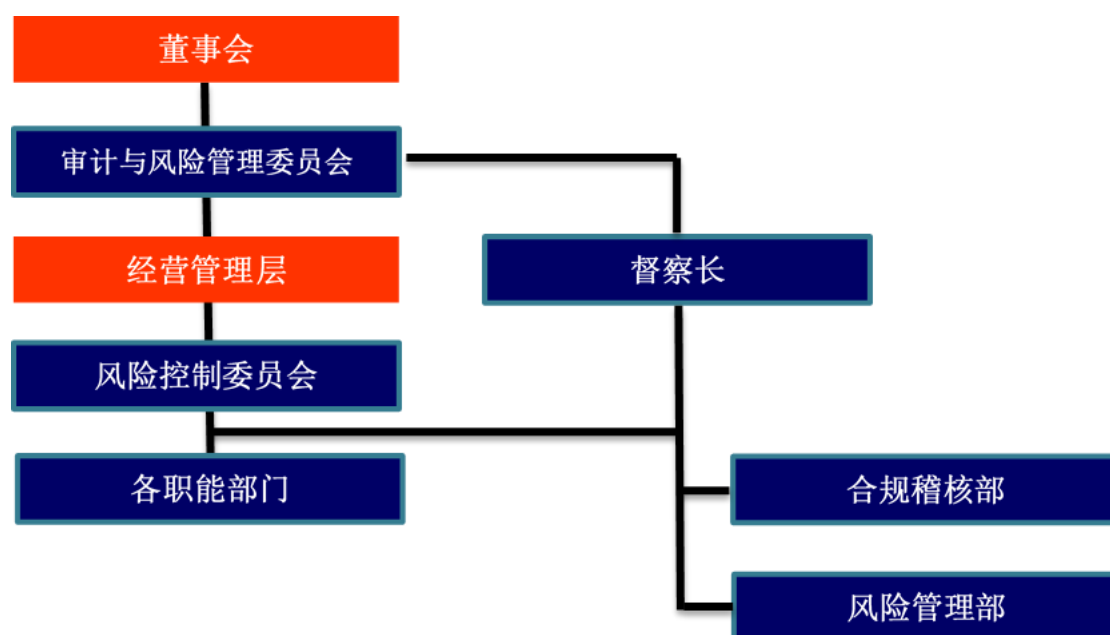 董事会
审计与风险管理委员会
经营管理层
督察长
风险控制委员会
各职能部门
合规稽核部
风险管理部